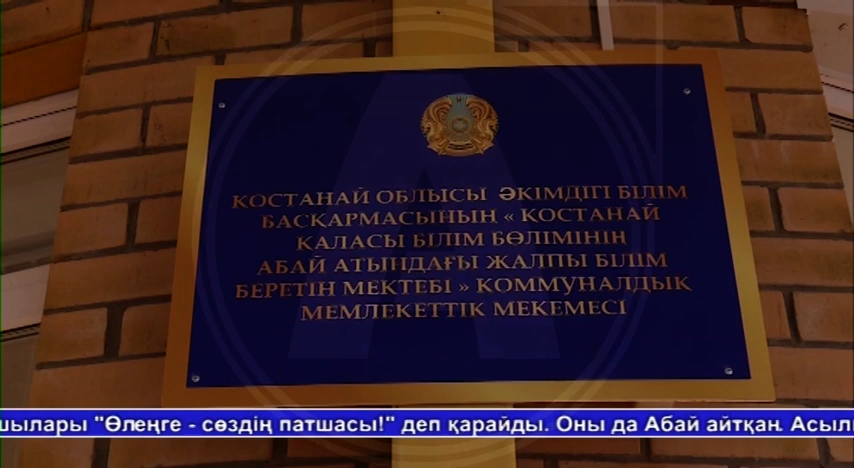 КОСТАНАЙ ОБЛЫСЫ ӘКІМДІГІ БІЛІМ
БАСҚАРМАСЫНЫҢ « КОСТАНАЙ
ҚАЛАСЫ БІЛІМ БӨЛІМІНІҢ
АБАЙ АТЫНДАҒЫ ЖАЛПЫ БІЛІМ
БЕРЕТІН МЕКТЕБІ » КОММУНАЛДЫҚ
МЕМЛЕКЕТТІК МЕКЕМЕСІ
шылары "Өлеңге - сөздің патшасы!" деп қарайды. Оны да Абай айтқан. Асыл